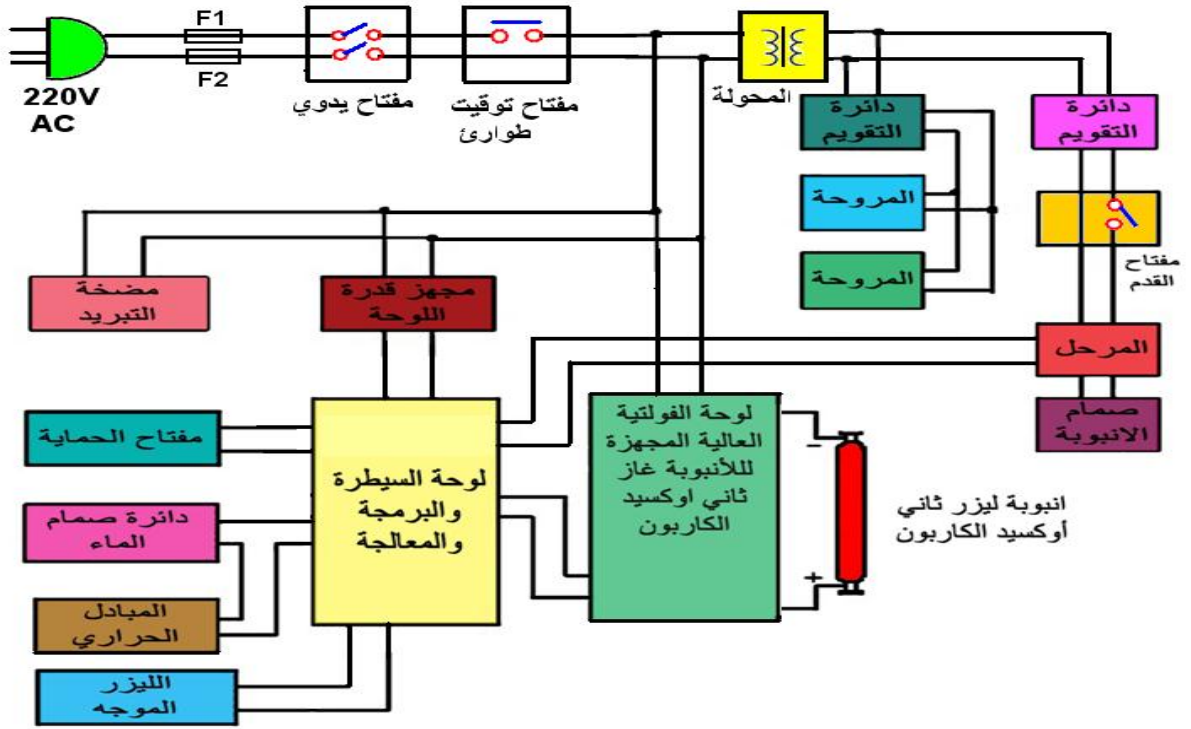 F1
F2
220V
AC
مفتاح يدوي
مفتاح توقيت
طوارئ
المحولة
دائرة
التقويم
دائرة
التقويم
المروحة
المروحة
مفتاح
القدم
مضخة
التبريد
مجهز قدرة
اللوحة
المرحل
صمام
الانبوبة
مفتاح الحماية
لوحة السيطرة
والبرمجة
والمعالجة
لوحة الفولتية
العالية المجهزة
لللأنبوبة غاز
ثاني اوكسيد
الكاربون
-
+
انبوبة ليزر ثاني
أوكسيد الكاربون
دائرة صمام
الماء
المبادل
الحراري
الليزر
الموجه